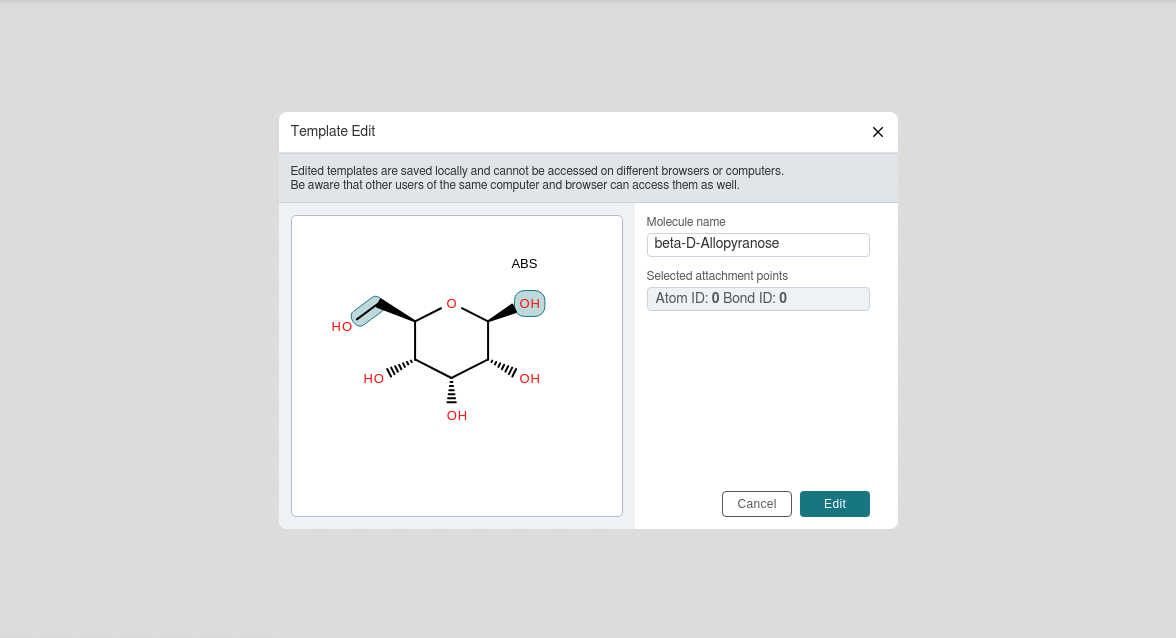 Template Edit
Edited templates are saved locally and cannot be accessed on different browsers or computers.
Be aware that other users of the same computer and browser can access them as well.
ABS
O
OH
HO
HO
OH
OH
Molecule name
beta-D-Allopyranose
Selected attachment points
Atom ID: 0 Bond ID: 0
Cancel
Edit